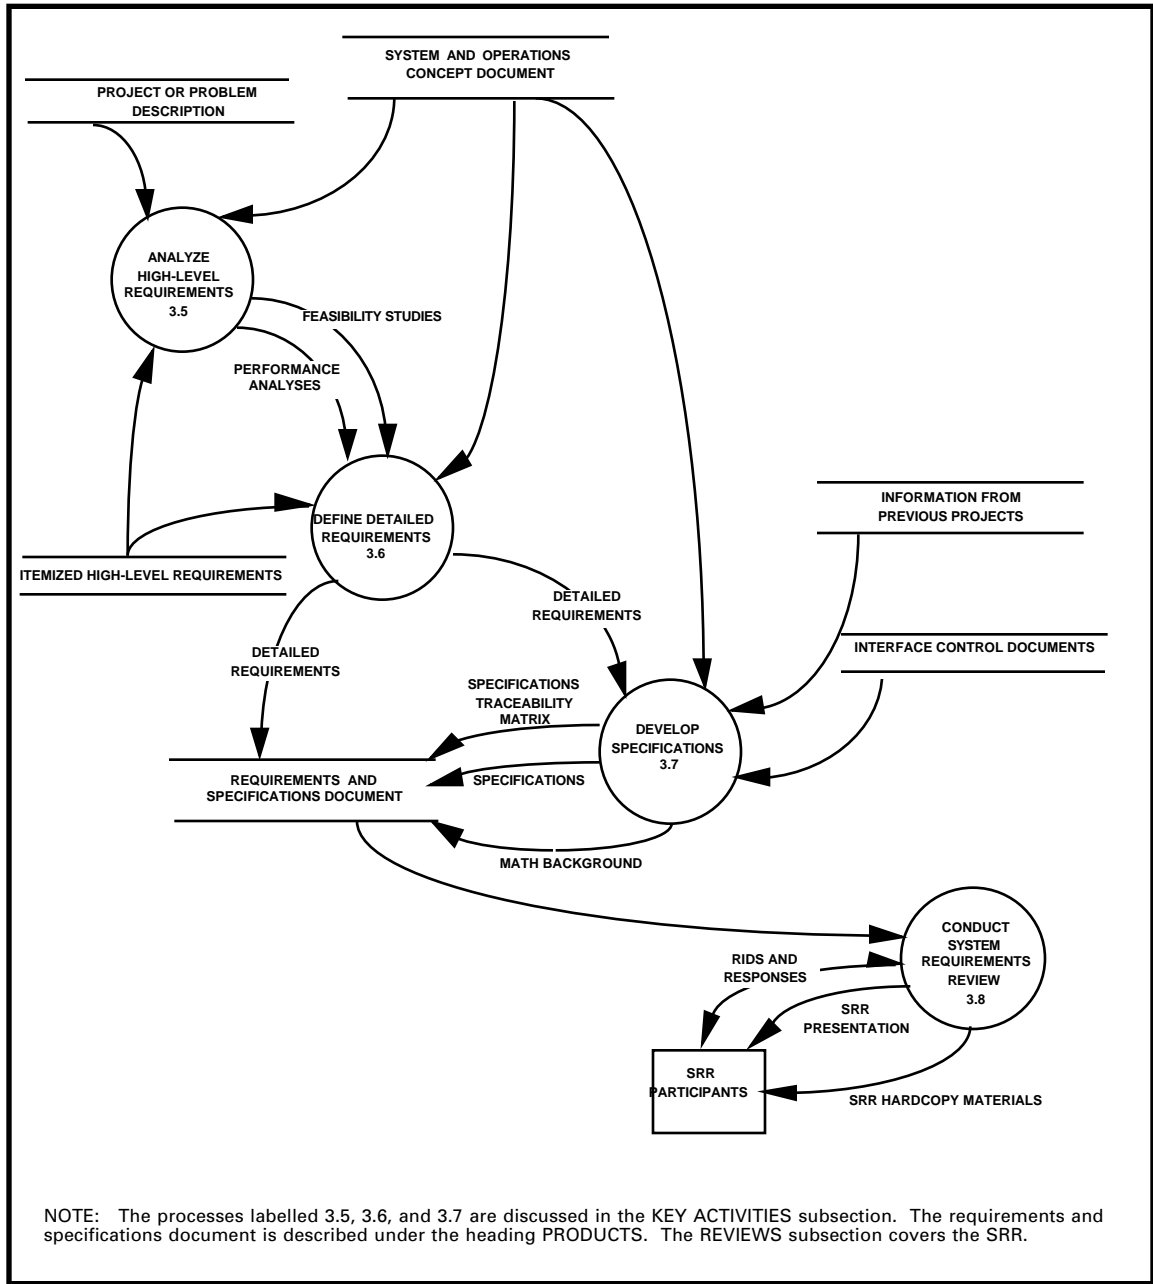 SYSTEM AND OPERATIONS
CONCEPT DOCUMENT
PROJECT OR PROBLEM
DESCRIPTION
ANALYZE
HIGH-LEVEL
REQUIREMENTS
3.5
FEASIBILITY STUDIES
PERFORMANCE
ANALYSES
INFORMATION FROM
PREVIOUS PROJECTS
DEFINE DETAILED
REQUIREMENTS
3.6
ITEMIZED HIGH-LEVEL REQUIREMENTS
DETAILED
REQUIREMENTS
DETAILED
REQUIREMENTS
INTERFACE CONTROL DOCUMENTS
SPECIFICATIONS
TRACEABILITY
MATRIX
DEVELOP
SPECIFICATIONS
3.7
REQUIREMENTS AND
SPECIFICATIONS DOCUMENT
SPECIFICATIONS
MATH BACKGROUND
CONDUCT
SYSTEM
REQUIREMENTS
REVIEW
3.8
RIDS AND
RESPONSES
SRR
PRESENTATION
SRR
PARTICIPANTS
SRR HARDCOPY MATERIALS
NOTE: The processes labelled 3.5, 3.6, and 3.7 are discussed in the KEY ACTIVITIES subsection. The requirements and
specifications document is described under the heading PRODUCTS. The REVIEWS subsection covers the SRR.